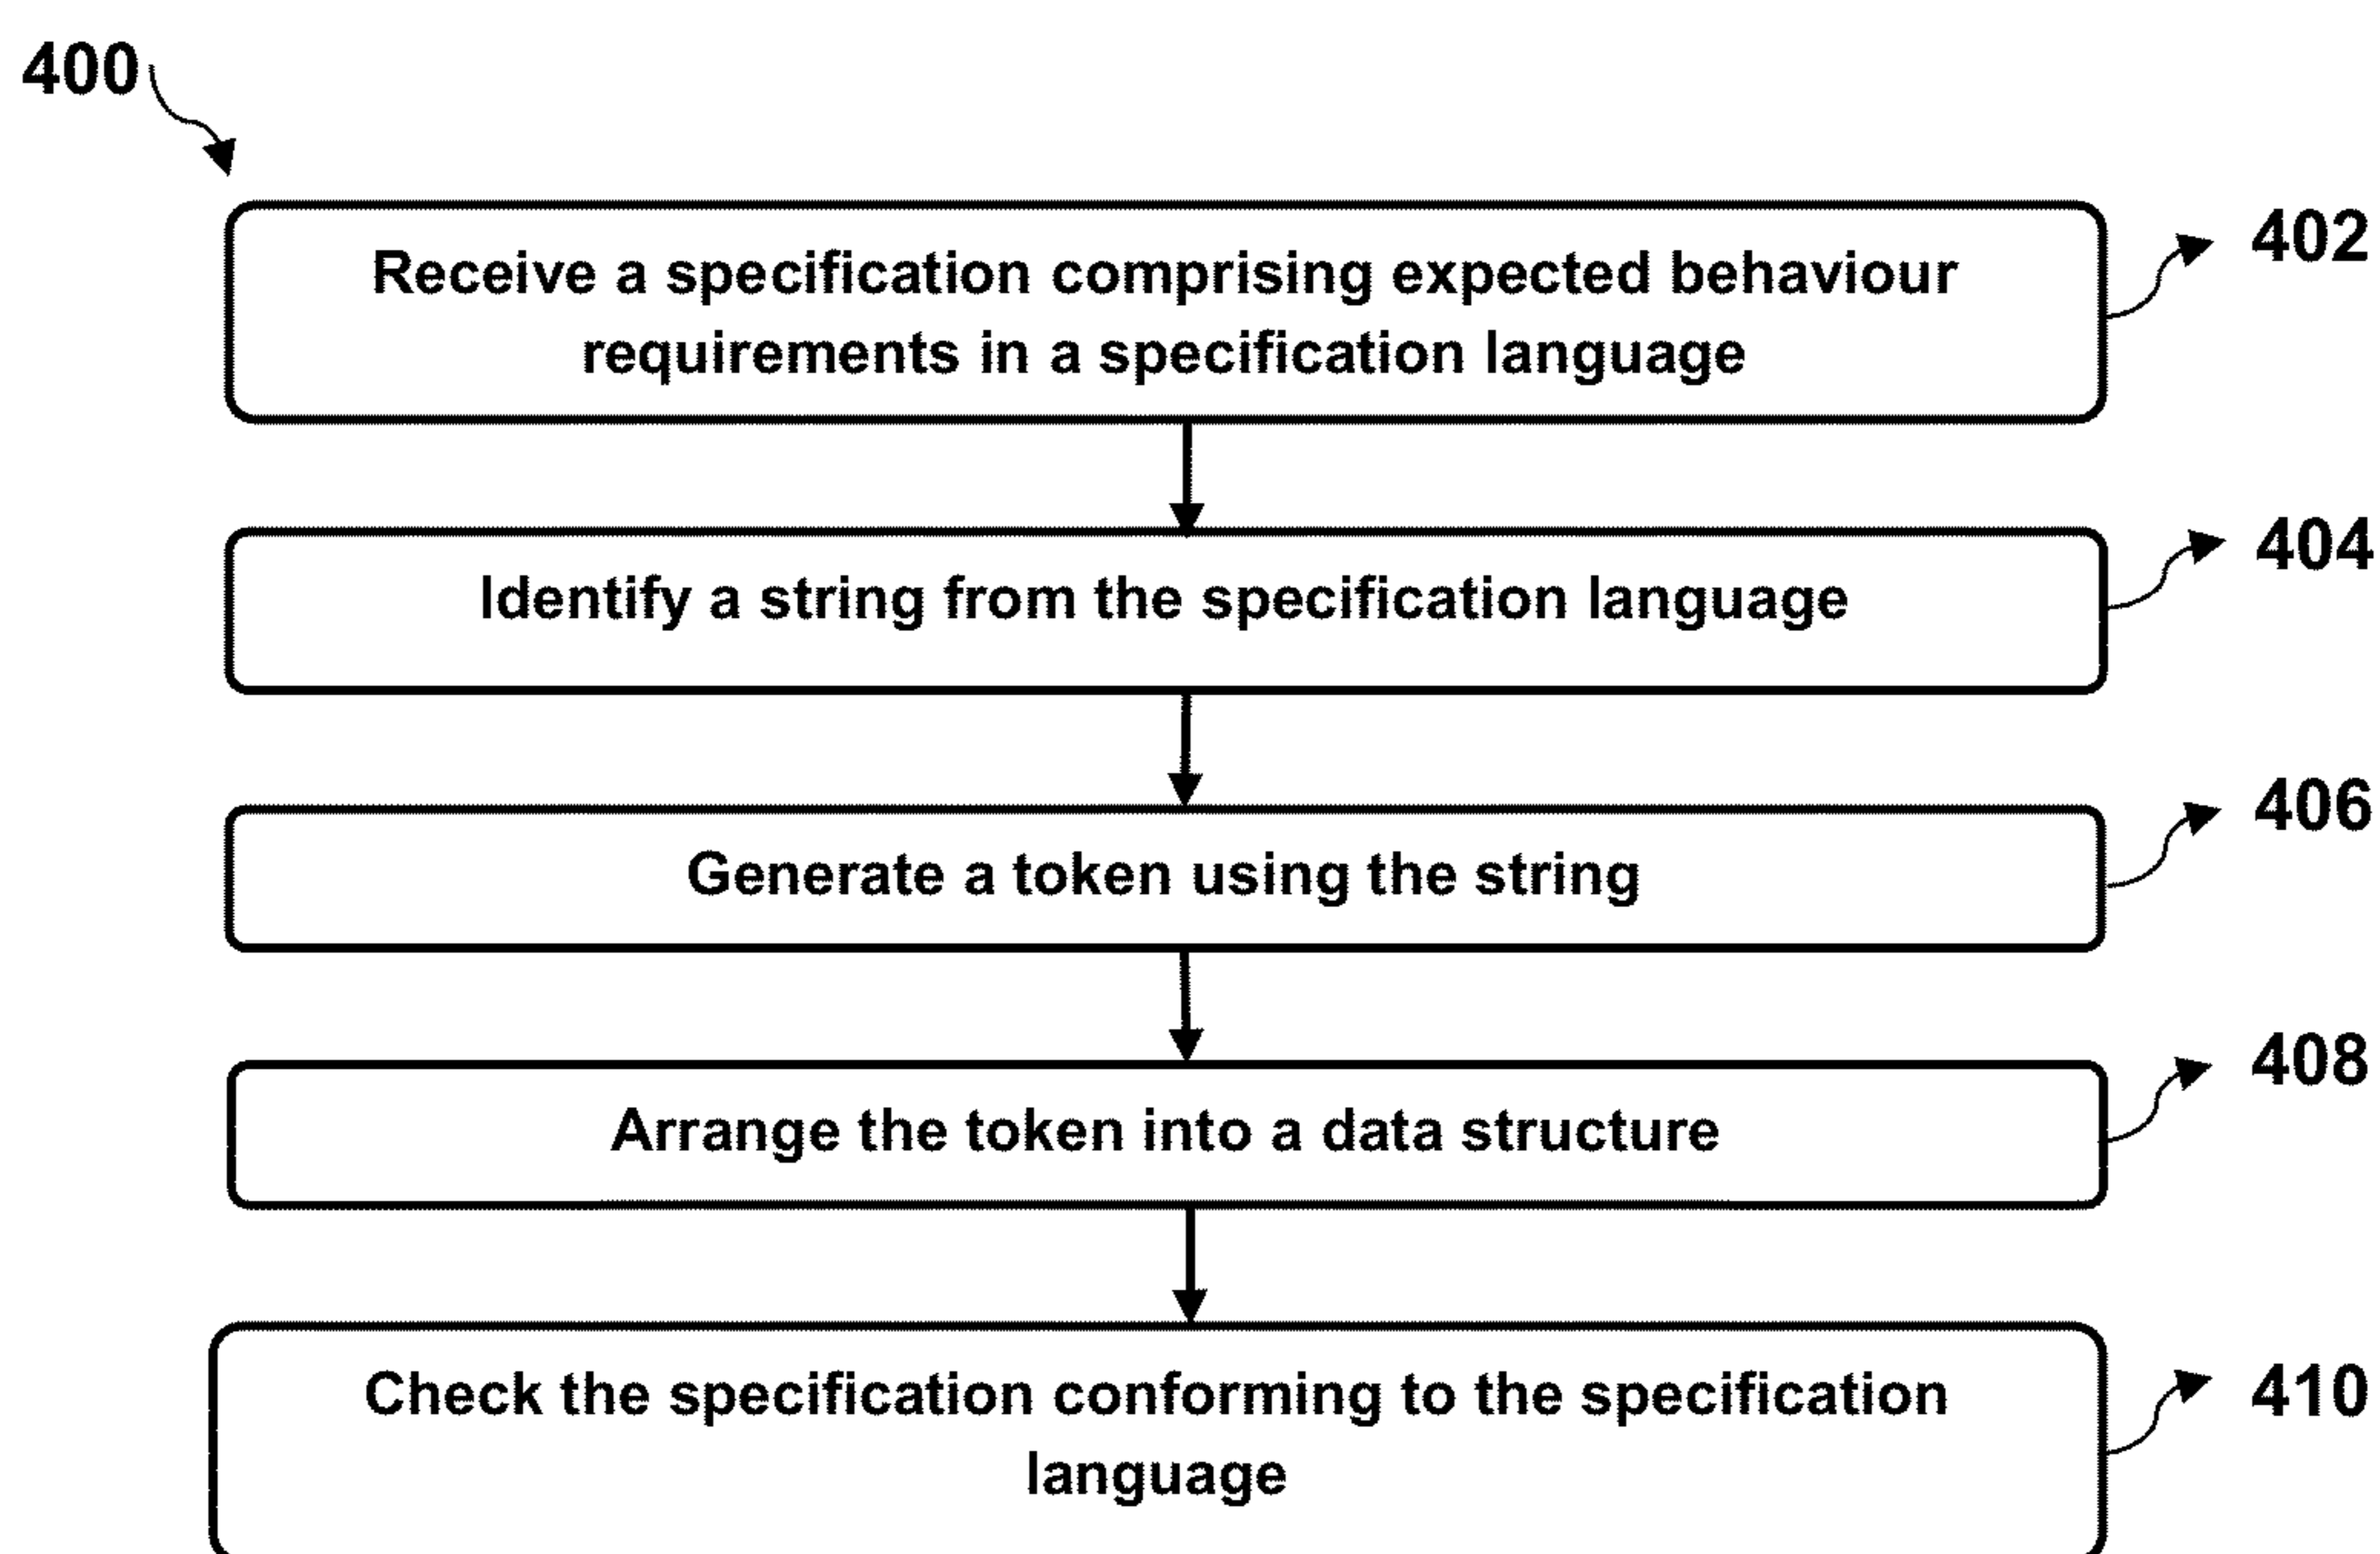 400
Receive a specification comprising expected behaviour
requirements in a specification language
402
Identify a string from the specification language
404
Generate a token using the string
406
Arrange the token into a data structure
408
Check the specification conforming to the specification
language
410